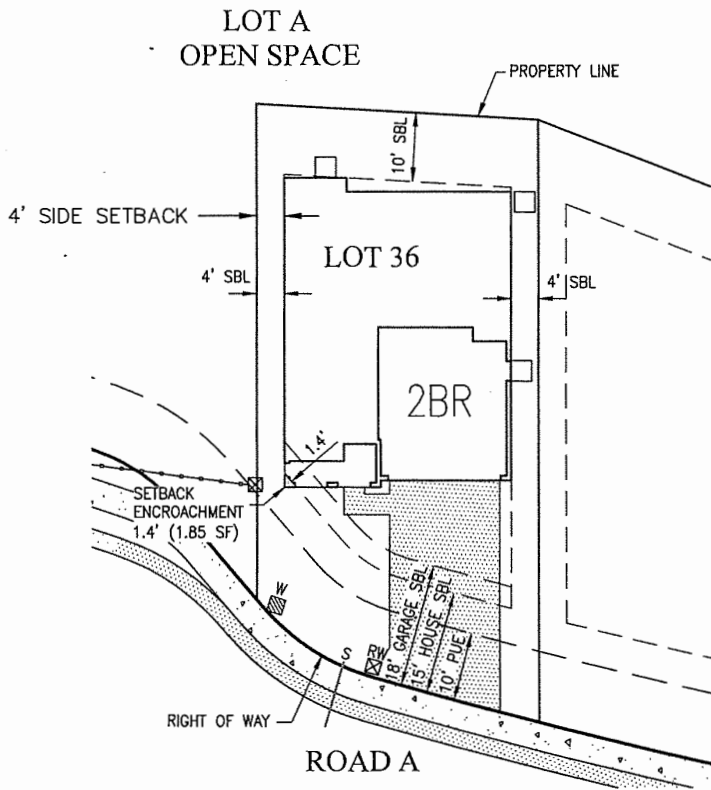 LOT A
OPEN SPACE
PROPERTY LINE
10' SBL
4' SIDE SETBACK
LOT 36
4' SBL
4' SBL
2BR
1.4'
SETBACK
ENCROACHMENT
1.4' (1.85 SF)
W
18' GARAGE SBL
15' HOUSE SBL
10' PUE
S
RW
RIGHT OF WAY
ROAD A